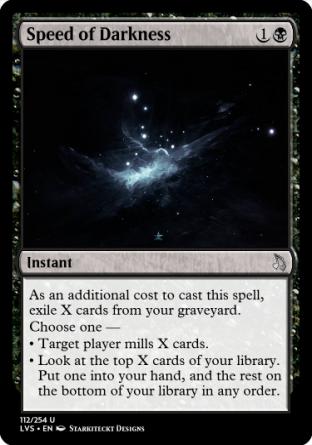 Speed of Darkness
1
Instant
As an additional cost to cast this spell,
exile X cards from your graveyard.
Choose one —
• Target player mills X cards.
• Look at the top X cards of your library.
Put one into your hand, and the rest on
the bottom of your library in any order.
112/254 U
LVS • EN Starkiteckt Designs